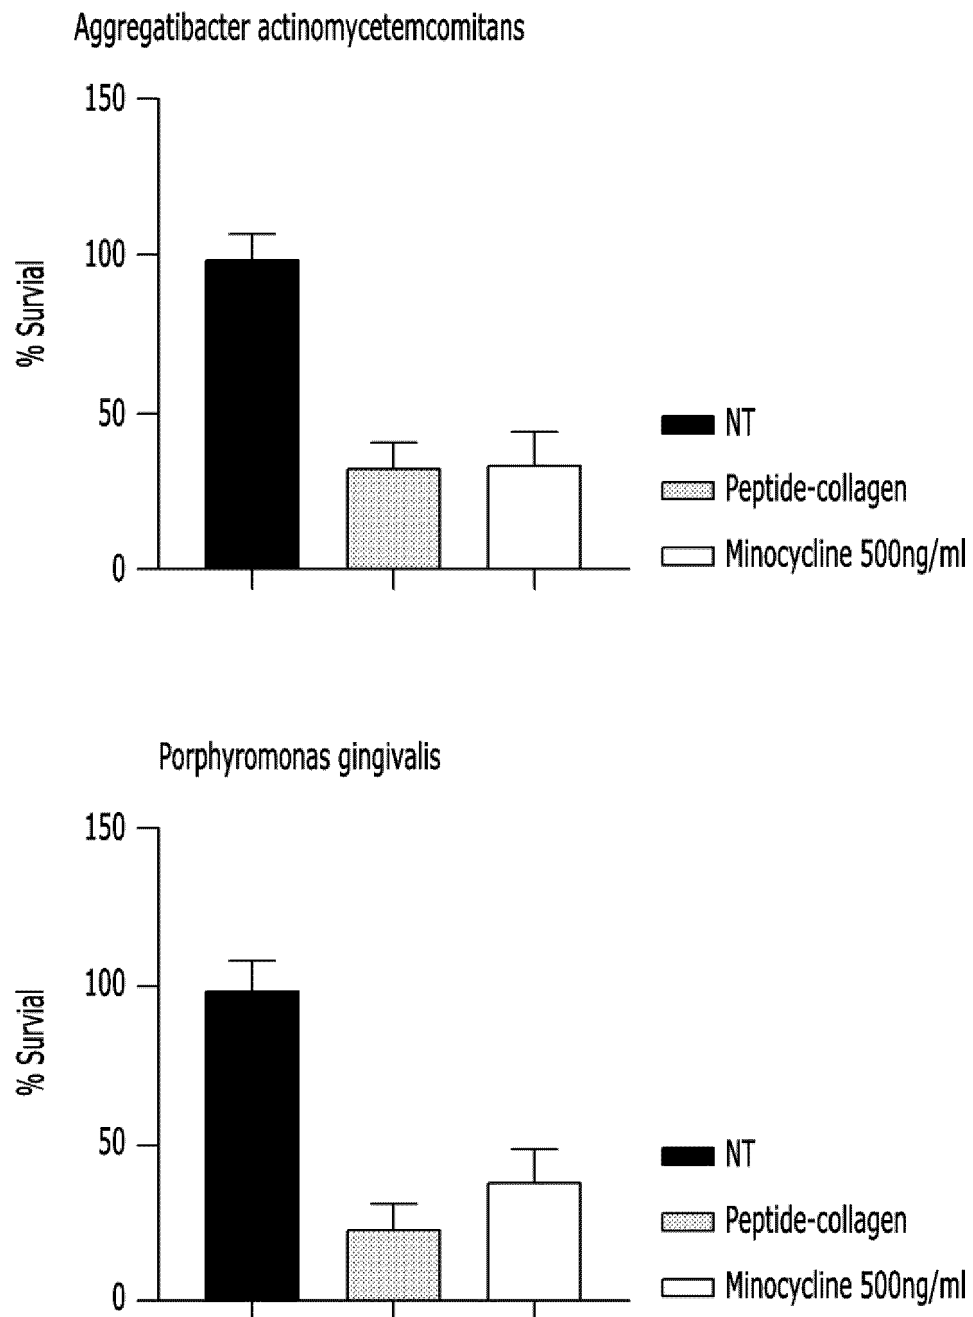 Aggregatibacter actinomycetemcomitans
150
100
50
0
% Survial
NT
Peptide-collagen
Minocycline 500ng/ml
Porphyromonas gingivalis
150
100
50
0
% Survial
NT
Peptide-collagen
Minocycline 500ng/ml